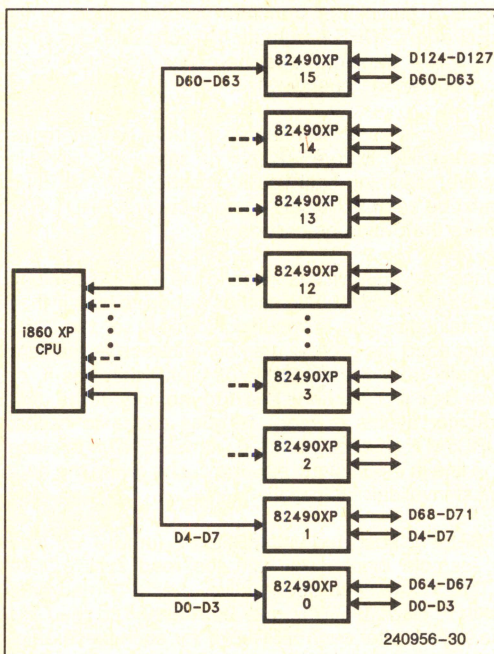 82490XP
15
D124-D127
D60-D63
D60-D63
82490XP
14
82490XP
13
82490XP
12
i860 XP
CPU
82490XP
3
82490XP
2
82490XP
1
D68-D71
D4-D7
D4-D7
82490XP
0
D64-D67
D0-D3
D0-D3
240956-30